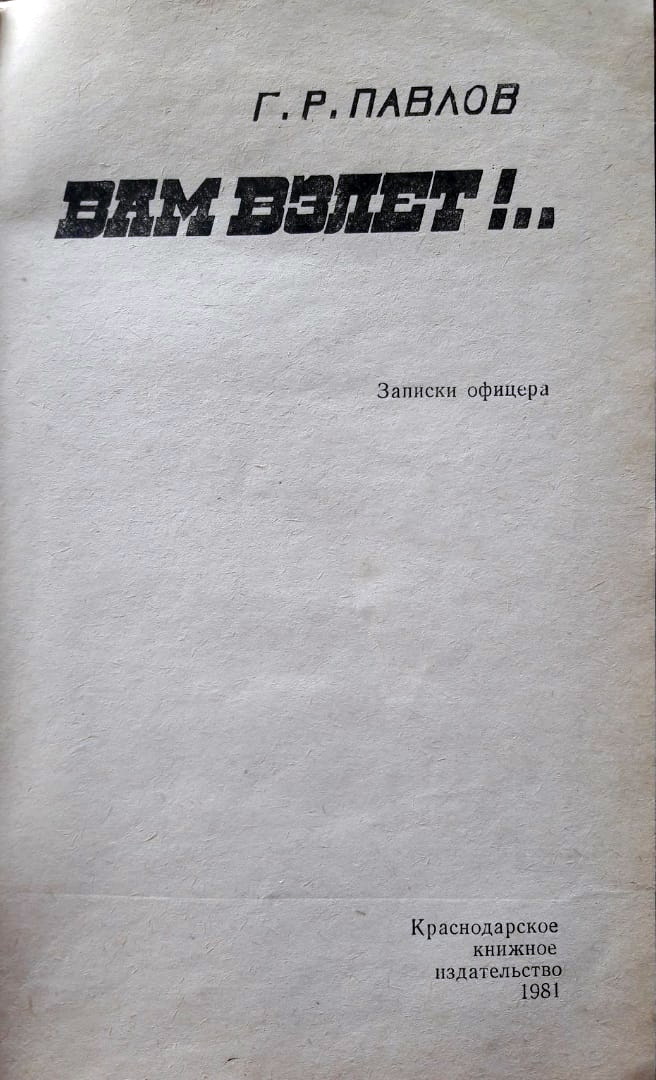 Г. Р. ПАВЛОВ
ВАМ ВЗЛЕТ!..
Записки офицера
Краснодарское
книжное
издательство
1981